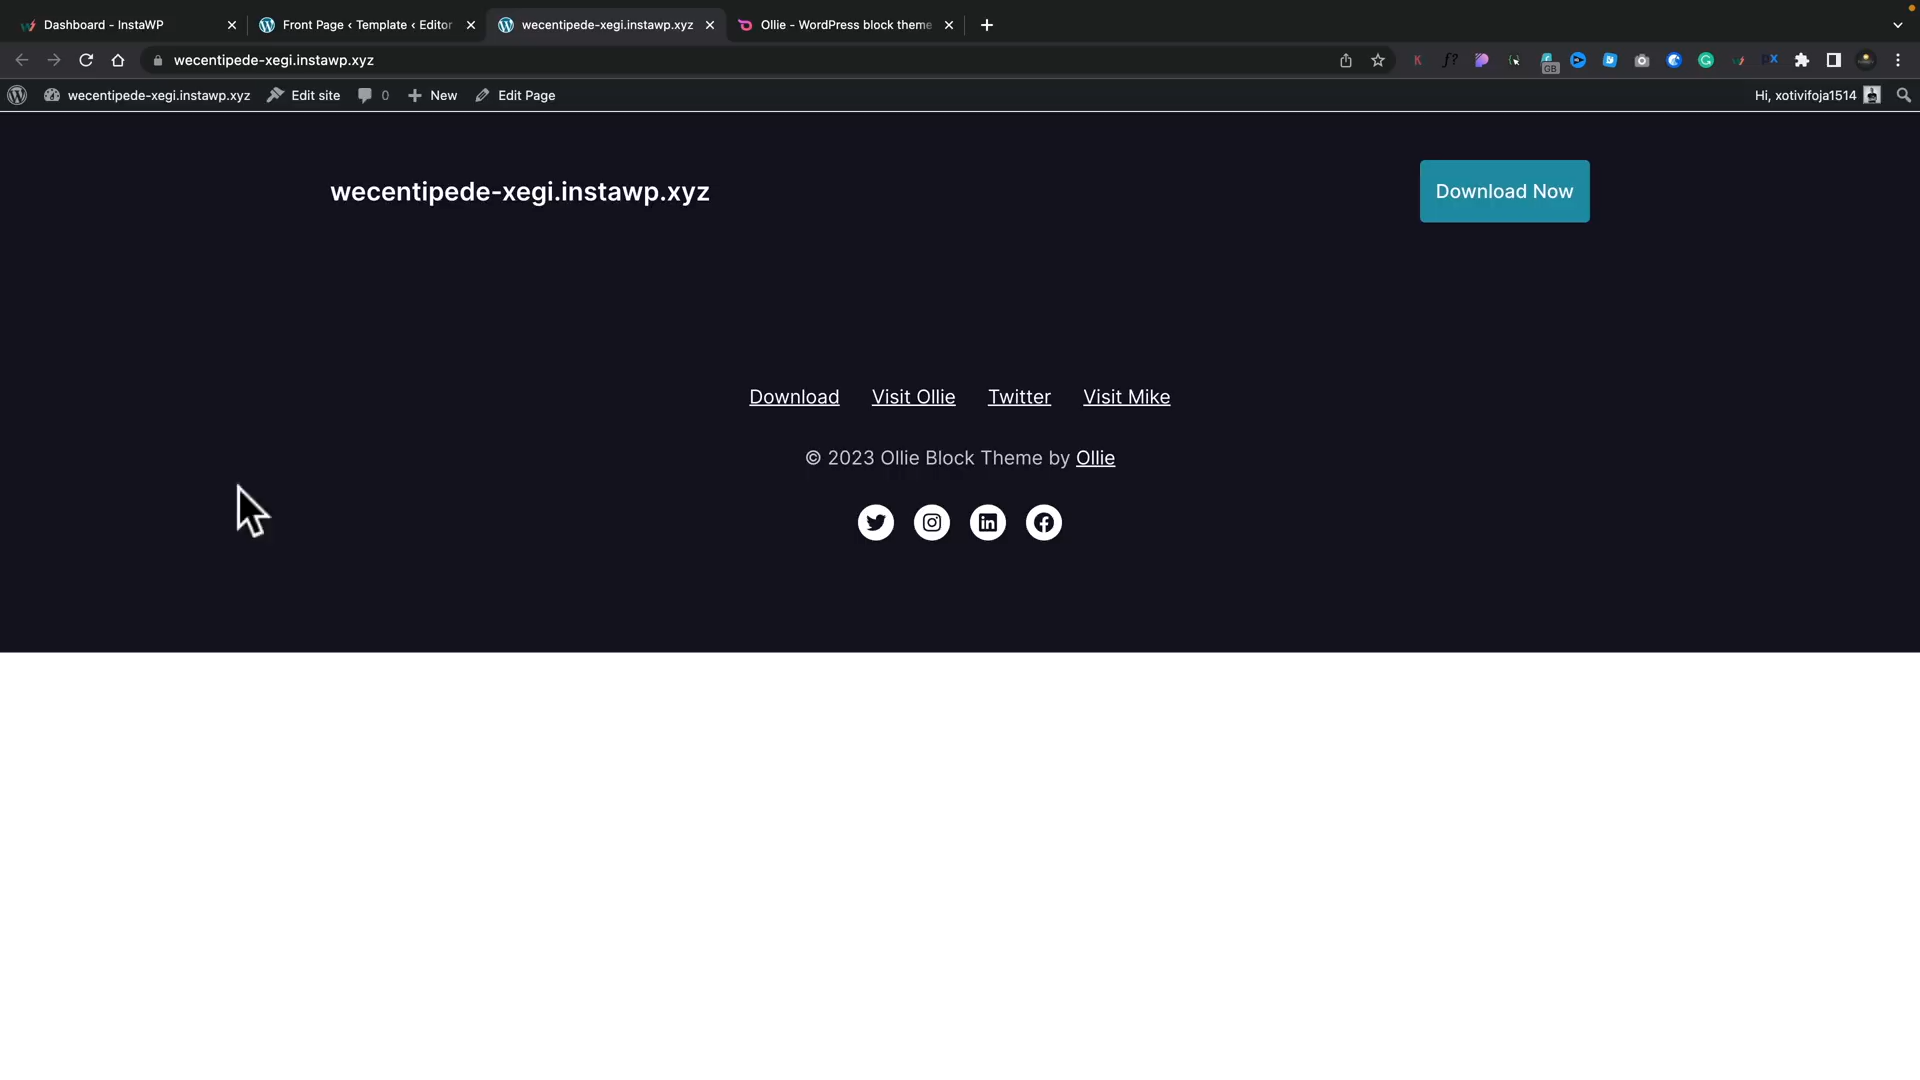 Dashboard - InstaWP
Front Page ‹ Template ‹ Editor
wecentipede-xegi.instawp.xyz
Ollie - WordPress block theme
wecentipede-xegi.instawp.xyz
GB
wecentipede-xegi.instawp.xyz
Edit site
0
New
Edit Page
Hi, xotivifoja1514
wecentipede-xegi.instawp.xyz
Download Now
Download
Visit Ollie
Twitter
Visit Mike
© 2023 Ollie Block Theme by Ollie